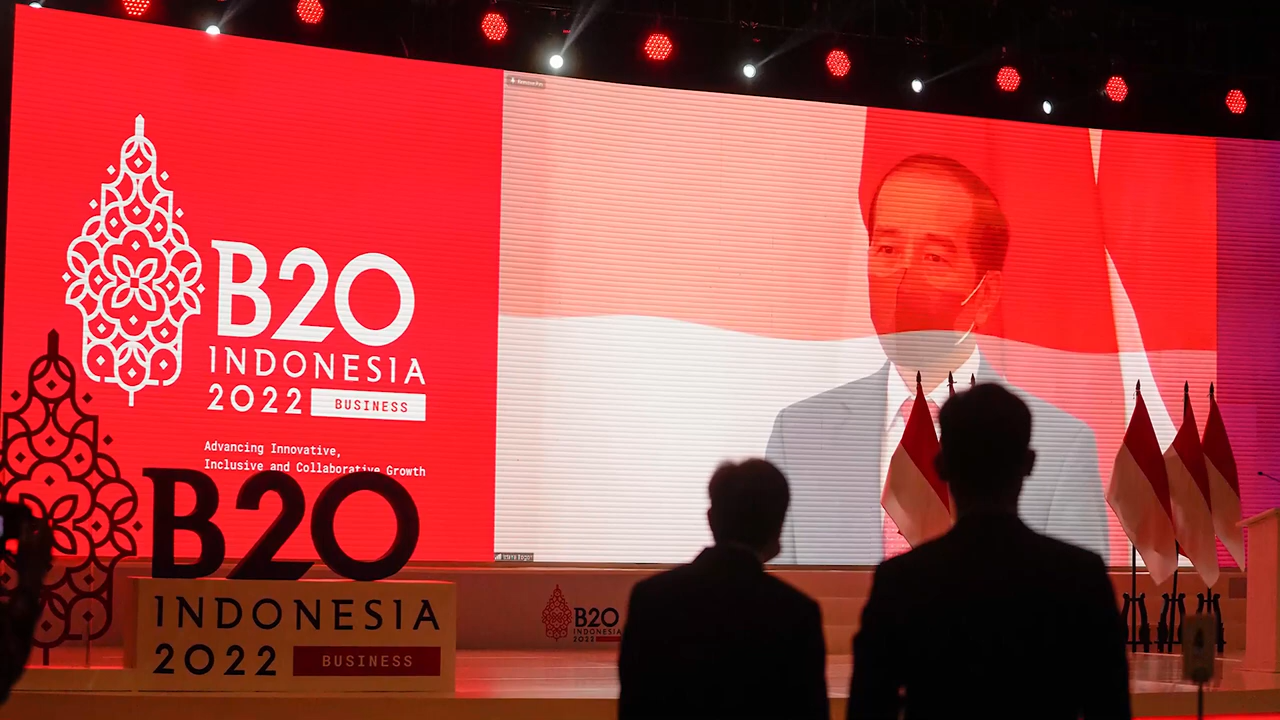 B20
INDONESIA
2022 BUSINESS
Advancing Innovative,
Inclusive and Collaborative Growth
B20
INDONESIA
2022 BUSINESS
B20
INDONESIA
2022